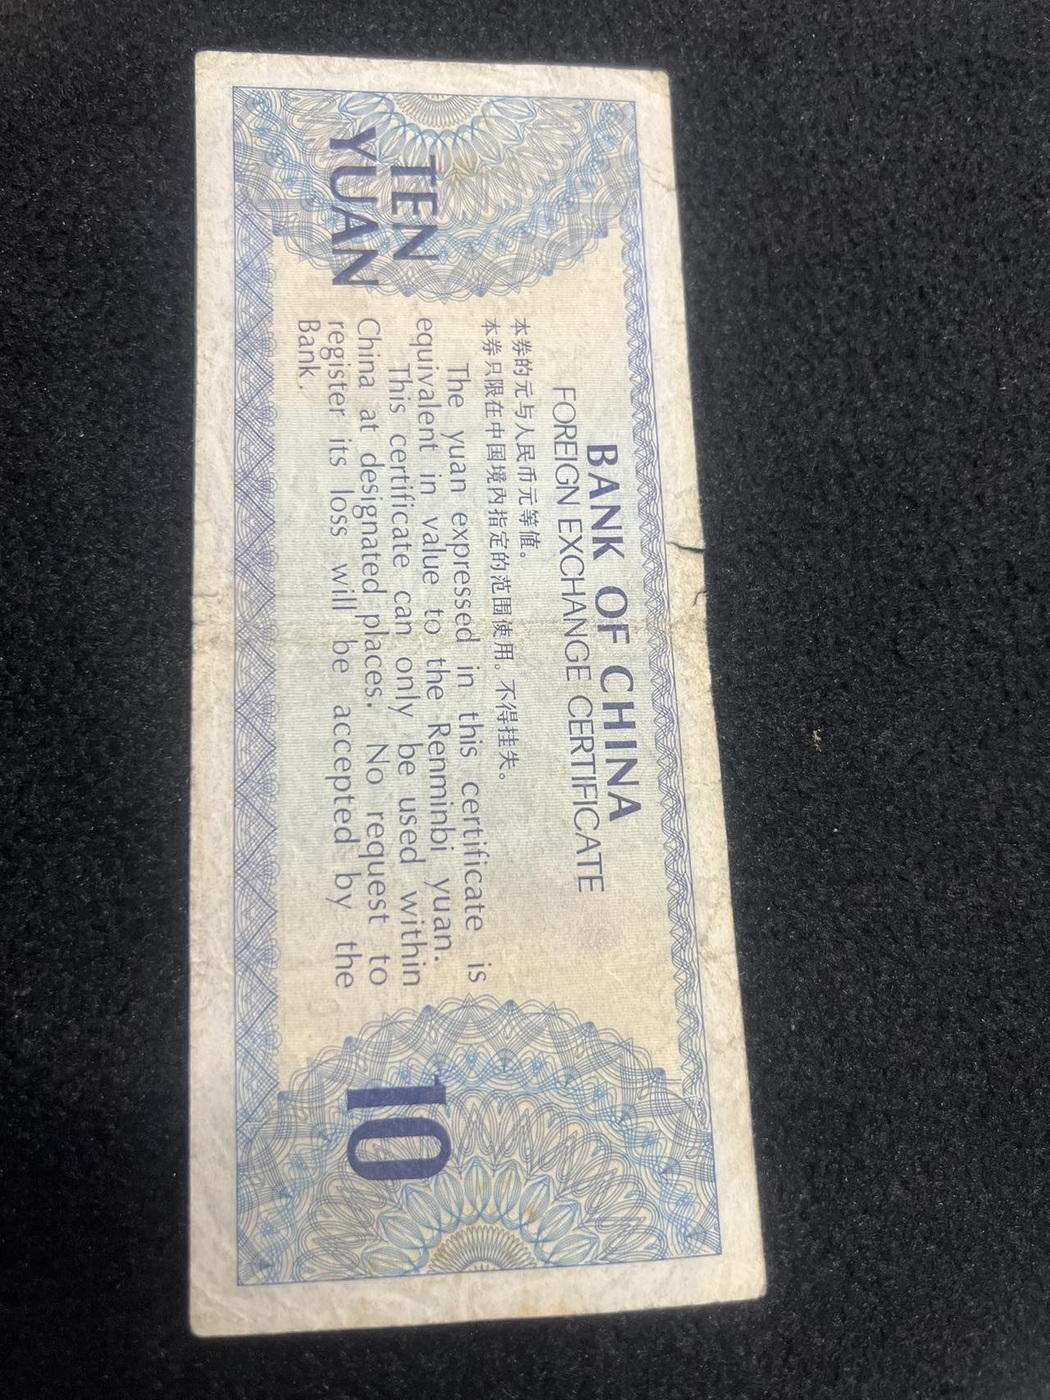 BANK OF CHINA
FOREIGN EXCHANGE CERTIFICATE
本券的元与人民币元等值。
本券只限在中国境内指定的范围使用。不得挂失。
The yuan expressed in this certificate is
equivalent in value to the Renminbi yuan.
This certificate can only be used within
China at designated places. No request to
register its loss will be accepted by the
Bank.
TEN
YUAN
10